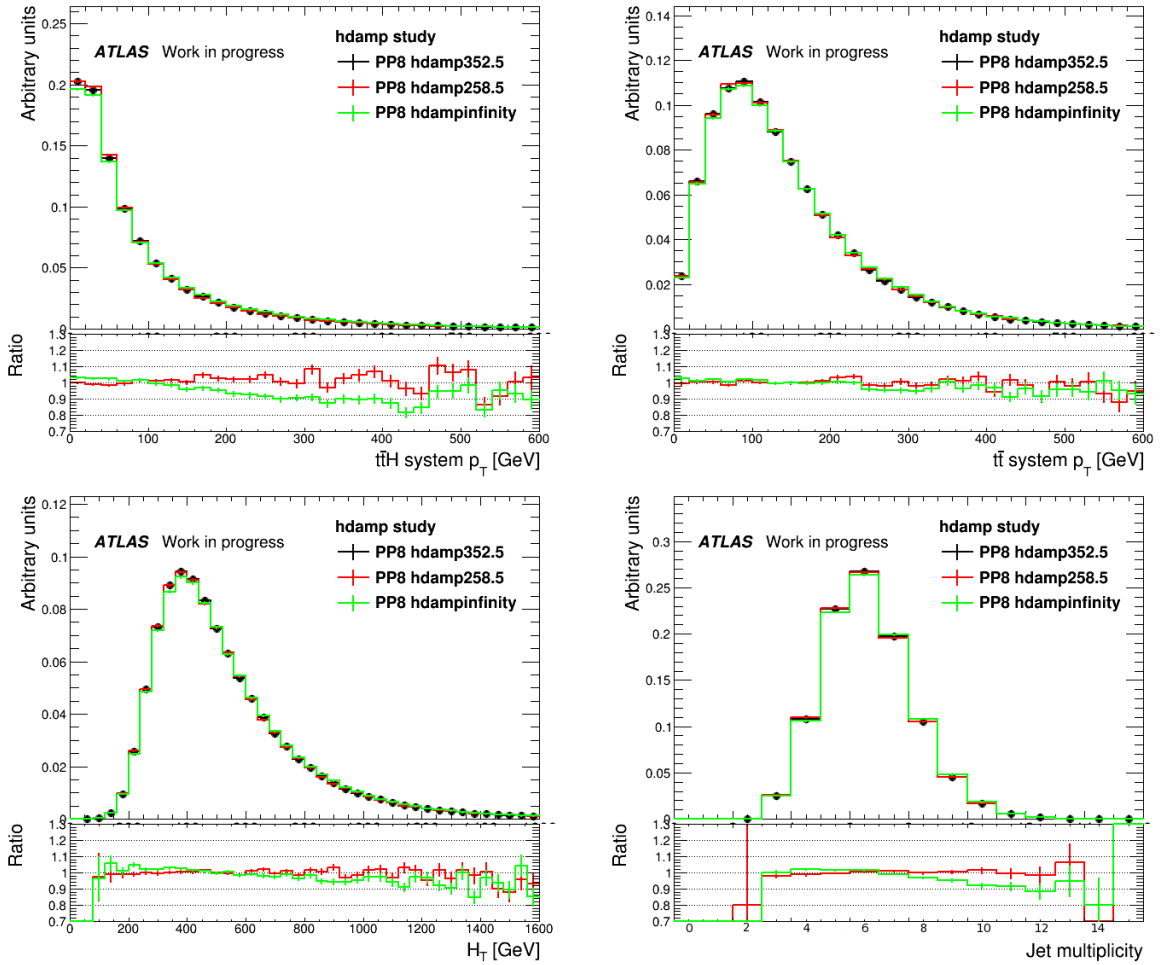 Arbitrary units
0.25
0.2
0.15
0.1
0.05
0
ATLAS Work in progress
hdamp study
PP8 hdamp352.5
PP8 hdamp258.5
PP8 hdampinfinity
Ratio
1.3
1.2
1.1
1
0.9
0.8
0.7
0 100 200 300 400 500 600
tt̄H system pT [GeV]
Arbitrary units
0.14
0.12
0.1
0.08
0.06
0.04
0.02
0
ATLAS Work in progress
hdamp study
PP8 hdamp352.5
PP8 hdamp258.5
PP8 hdampinfinity
Ratio
1.3
1.2
1.1
1
0.9
0.8
0.7
0 100 200 300 400 500 600
tt̄ system pT [GeV]
Arbitrary units
0.12
0.1
0.08
0.06
0.04
0.02
0
ATLAS Work in progress
hdamp study
PP8 hdamp352.5
PP8 hdamp258.5
PP8 hdampinfinity
Ratio
1.3
1.2
1.1
1
0.9
0.8
0.7
0 200 400 600 800 1000 1200 1400 1600
HT [GeV]
Arbitrary units
0.3
0.25
0.2
0.15
0.1
0.05
0
ATLAS Work in progress
hdamp study
PP8 hdamp352.5
PP8 hdamp258.5
PP8 hdampinfinity
Ratio
1.3
1.2
1.1
1
0.9
0.8
0.7
0 2 4 6 8 10 12 14
Jet multiplicity